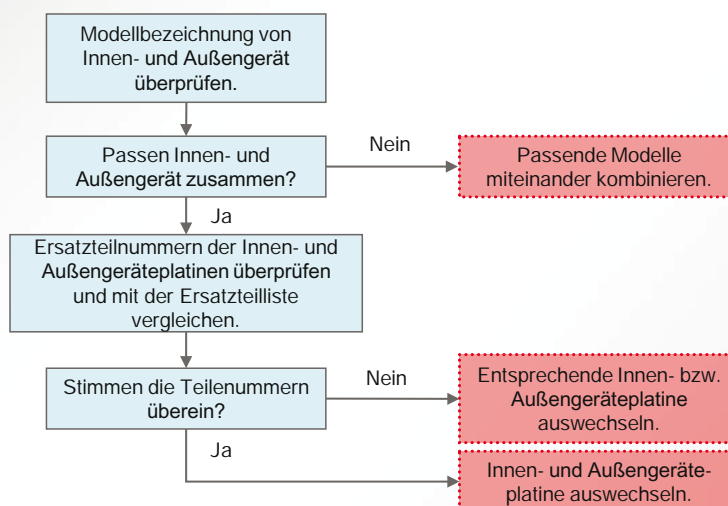 Modellbezeichnung von
Innen- und Außengerät
überprüfen.
Passen Innen- und
Außengerät zusammen?
Nein
Passende Modelle
miteinander kombinieren.
Ja
Ersatzteilnummern der Innen- und
Außengeräteplatinen überprüfen
und mit der Ersatzteilliste
vergleichen.
Stimmen die Teilenummern
überein?
Nein
Entsprechende Innen- bzw.
Außengeräteplatine
auswechseln.
Ja
Innen- und Außengeräte-
platine auswechseln.